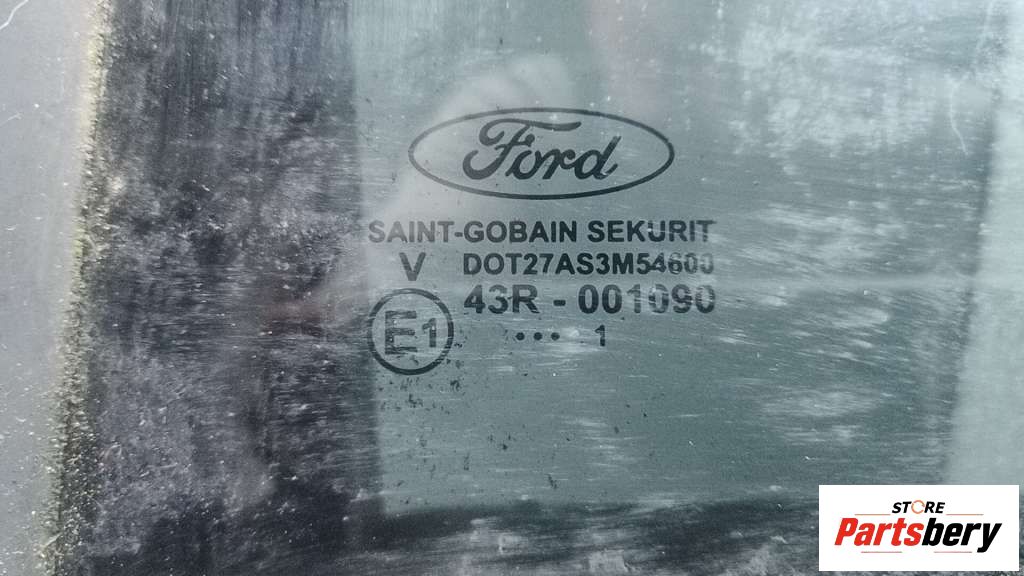 Ford
SAINT-GOBAIN SEKURIT
V DOT27AS3M54600
43R - 001090
E1 ••• 1
STORE
Partsbery